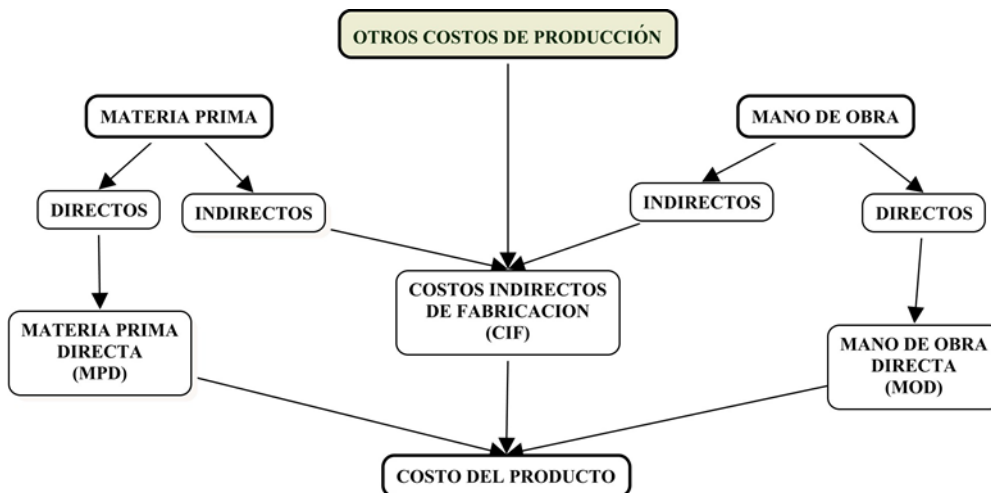 OTROS COSTOS DE PRODUCCIÓN
MATERIA PRIMA
MANO DE OBRA
DIRECTOS
INDIRECTOS
INDIRECTOS
DIRECTOS
COSTOS INDIRECTOS
DE FABRICACION
(CIF)
MATERIA PRIMA
DIRECTA
(MPD)
MANO DE OBRA
DIRECTA
(MOD)
COSTO DEL PRODUCTO